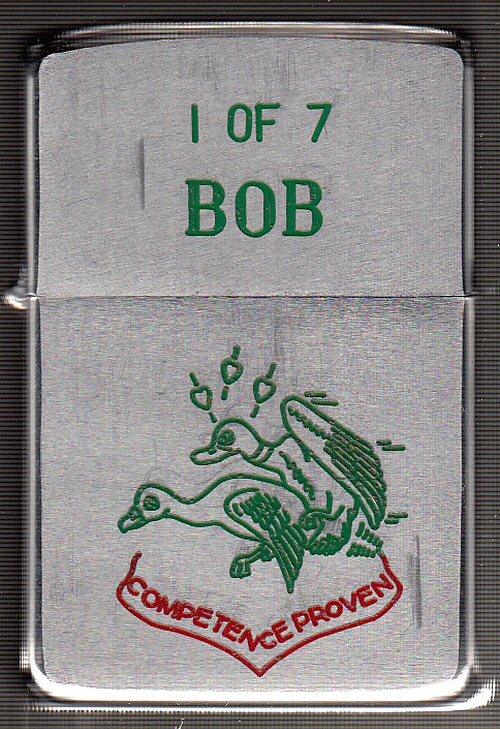 1 OF 7
BOB
COMPETENCE PROVEN